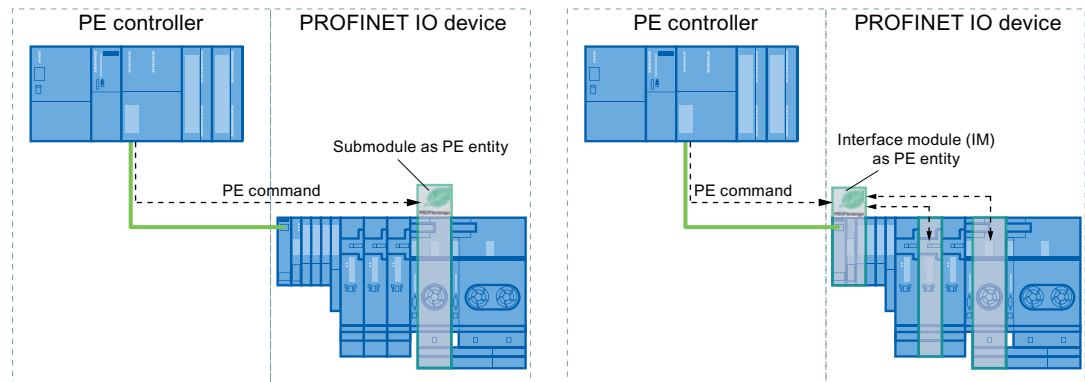 PE controller
PROFINET IO device
Submodule as PE entity
PE command
PE controller
PROFINET IO device
Interface module (IM)
as PE entity
PE command